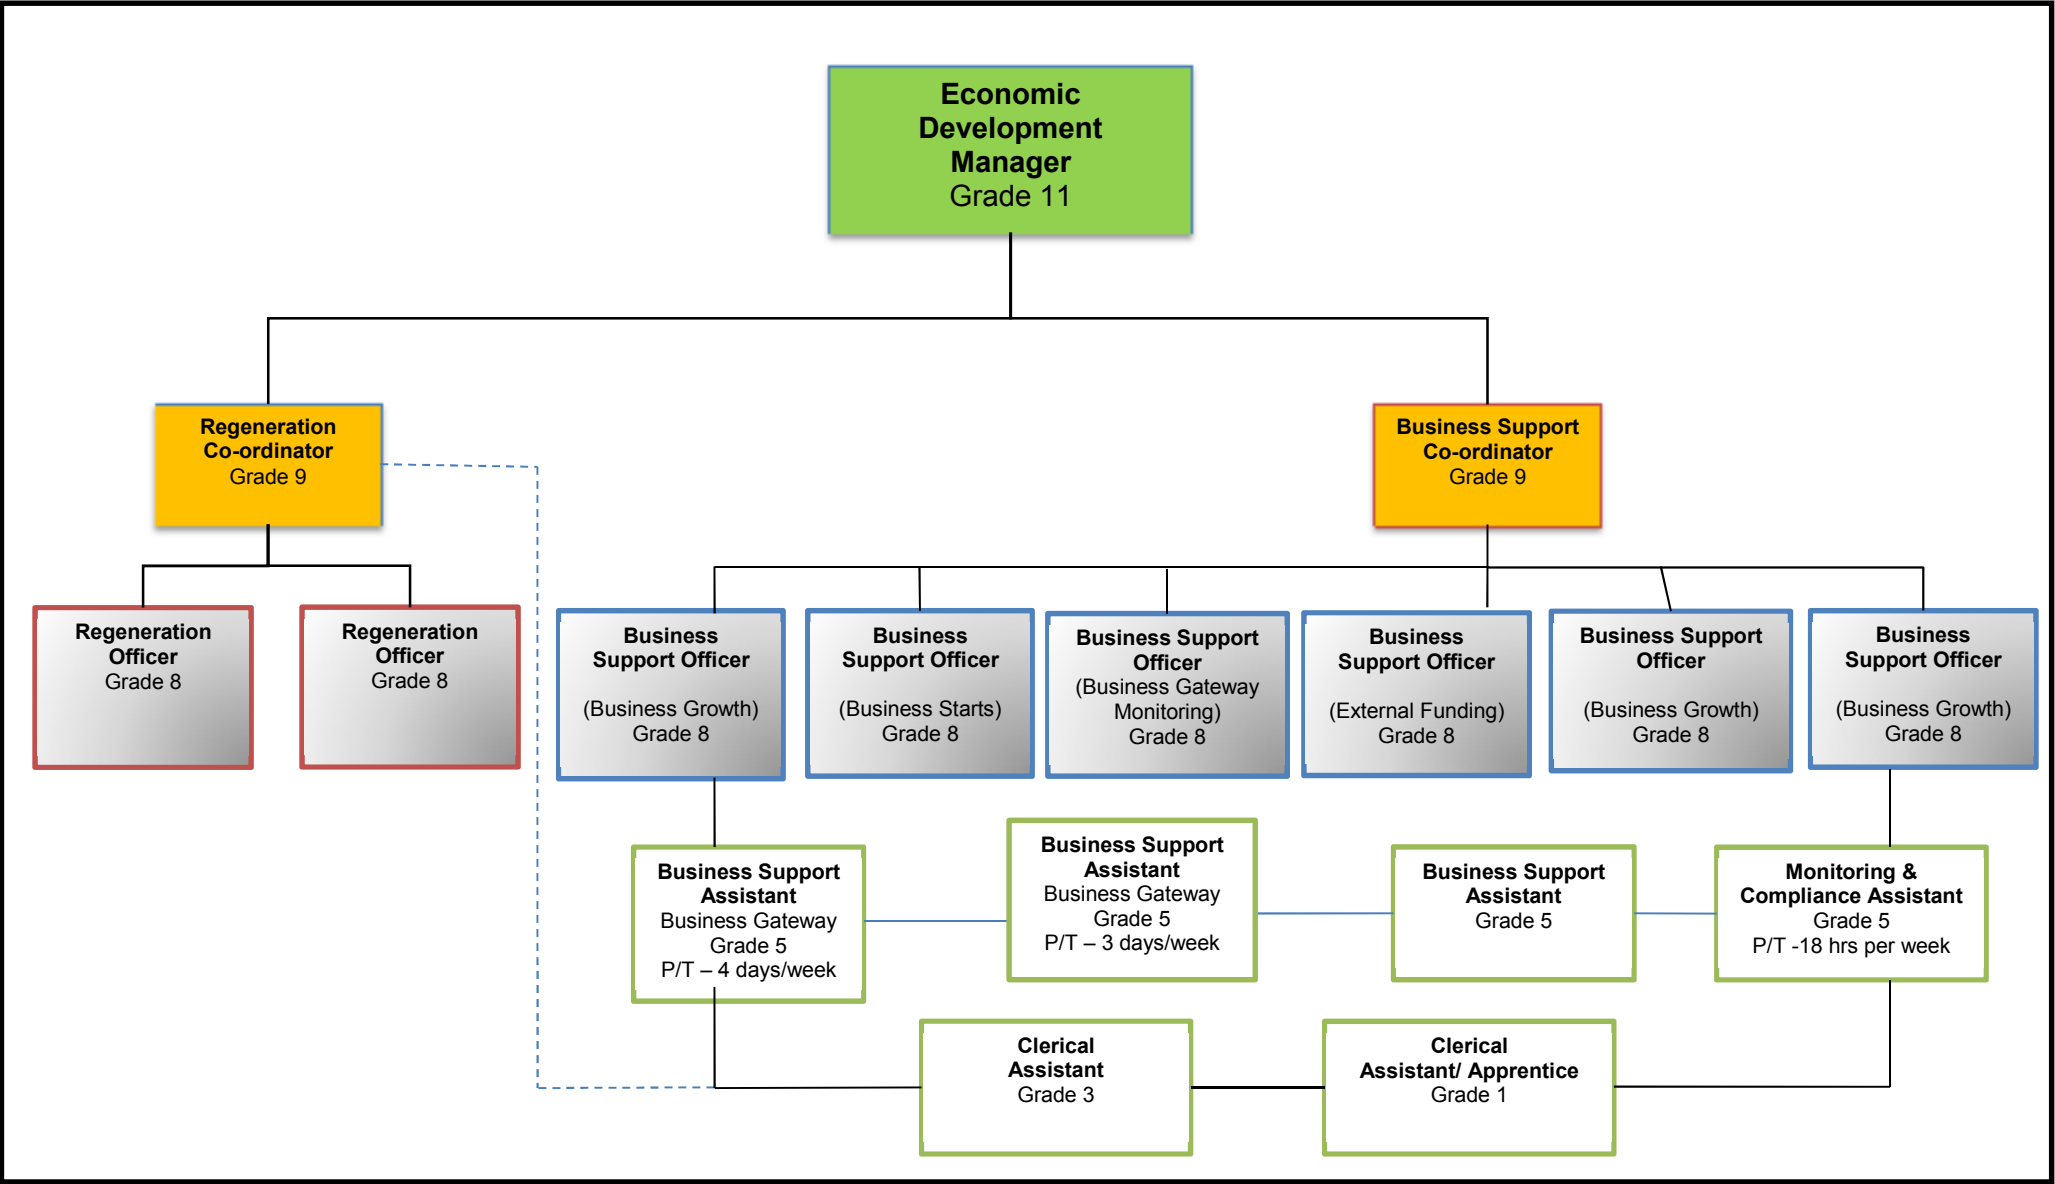 Economic
Development
Manager
Grade 11
Regeneration
Co-ordinator
Grade 9
Business Support
Co-ordinator
Grade 9
Regeneration
Officer
Grade 8
Regeneration
Officer
Grade 8
Business
Support Officer
(Business Growth)
Grade 8
Business
Support Officer
(Business Starts)
Grade 8
Business Support
Officer
(Business Gateway
Monitoring)
Grade 8
Business
Support Officer
(External Funding)
Grade 8
Business Support
Officer
(Business Growth)
Grade 8
Business
Support Officer
(Business Growth)
Grade 8
Business Support
Assistant
Business Gateway
Grade 5
P/T – 4 days/week
Business Support
Assistant
Business Gateway
Grade 5
P/T – 3 days/week
Business Support
Assistant
Grade 5
Monitoring &
Compliance Assistant
Grade 5
P/T -18 hrs per week
Clerical
Assistant
Grade 3
Clerical
Assistant/ Apprentice
Grade 1